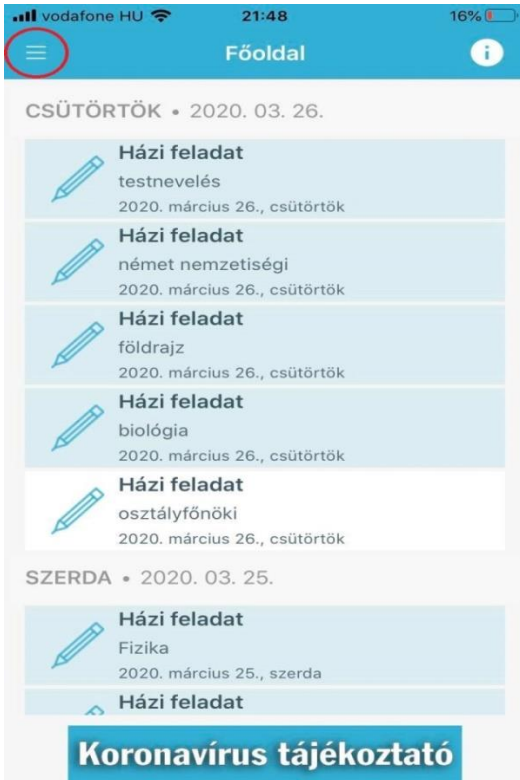 vodafone HU 21:48 16%
Főoldal
CSÜTÖRTÖK • 2020. 03. 26.
Házi feladat
testnevelés
2020. március 26., csütörtök
Házi feladat
német nemzetiségi
2020. március 26., csütörtök
Házi feladat
földrajz
2020. március 26., csütörtök
Házi feladat
biológia
2020. március 26., csütörtök
Házi feladat
osztályfőnöki
2020. március 26., csütörtök
SZERDA • 2020. 03. 25.
Házi feladat
Fizika
2020. március 25., szerda
Házi feladat
Koronavírus tájékoztató